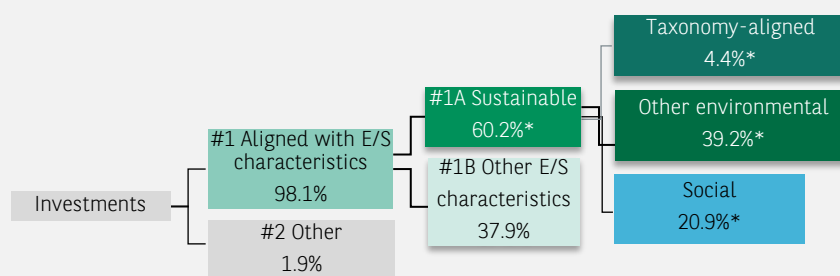 Investments
#1 Aligned with E/S
characteristics
98.1%
#2 Other
1.9%
#1A Sustainable
60.2%*
#1B Other E/S
characteristics
37.9%
Taxonomy-aligned
4.4%*
Other environmental
39.2%*
Social
20.9%*